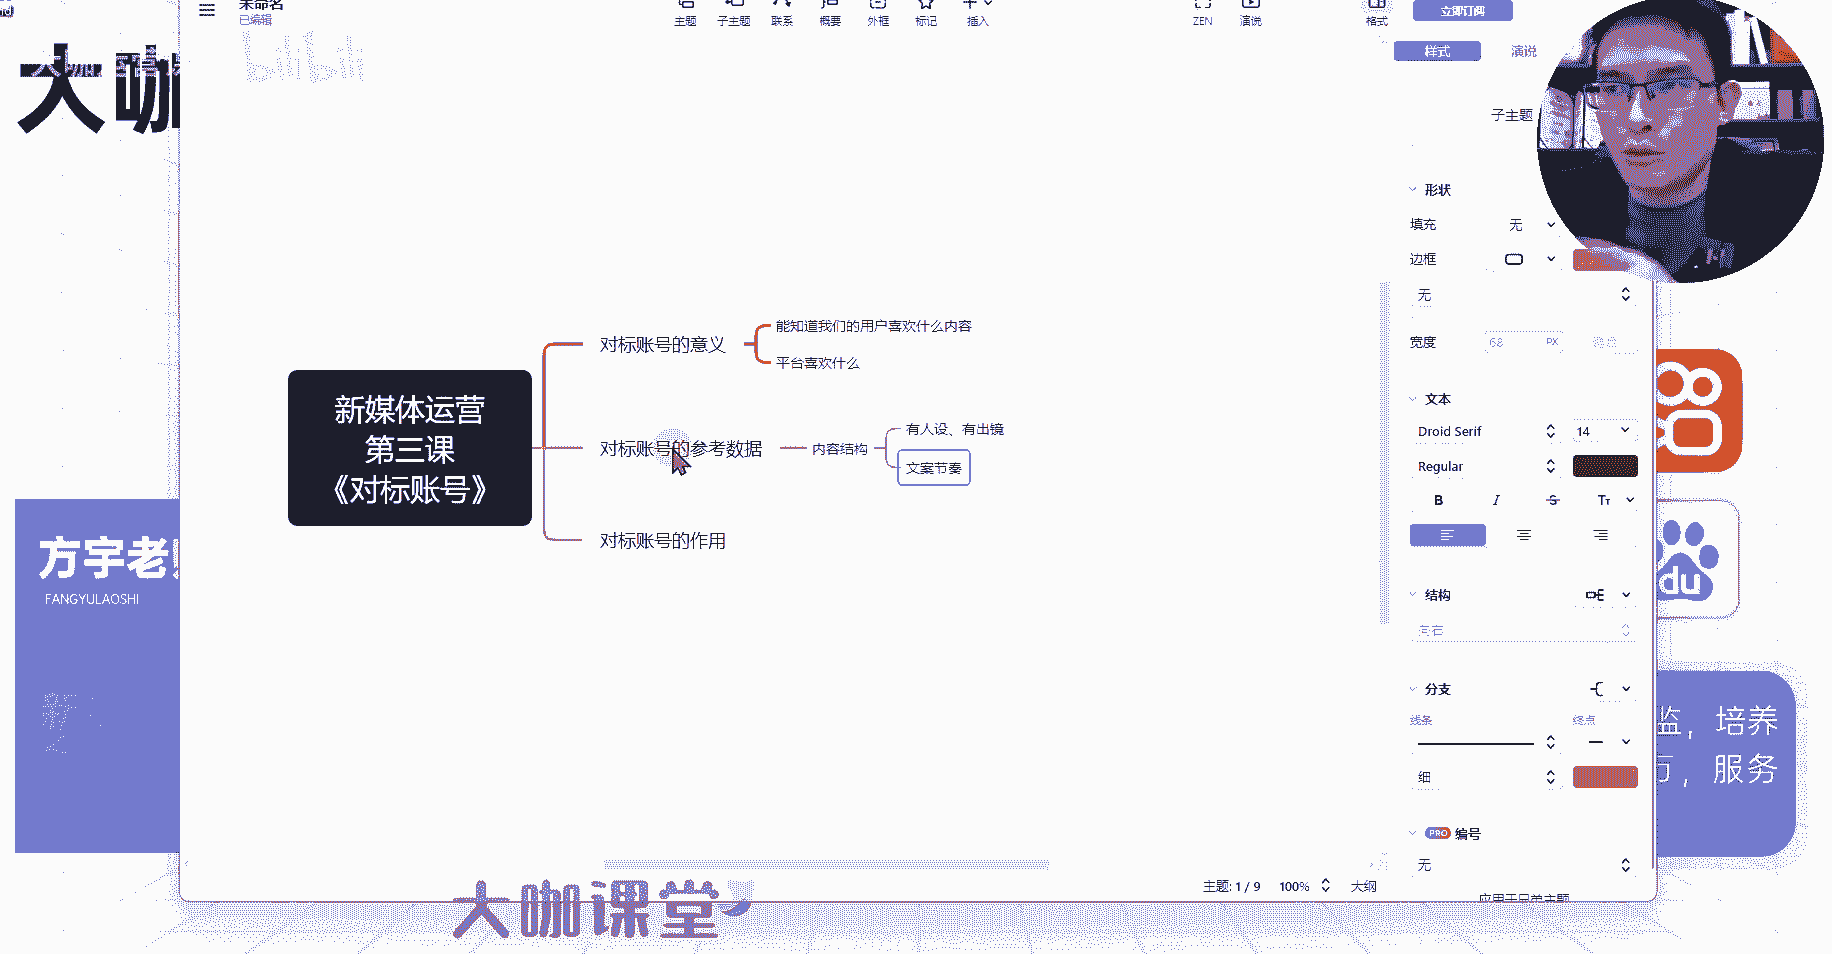 未命名
已编辑
主题
子主题
联系
概要
外框
标记
插入
ZEN
演说
格式
立即订阅
bilibili
样式
演说
大咖
子主题
形状
填充
无
边框
无
宽度
68
PX
文本
Droid Serif
14
Regular
B
I
S
TT
结构
向右
分支
线条
终点
细
PRO
编号
无
新媒体运营
第三课
《对标账号》
对标账号的意义
能知道我们的用户喜欢什么内容
平台喜欢什么
对标账号的参考数据
内容结构
有人设、有出镜
文案节奏
对标账号的作用
方宇老
FANGYULAOSHI
du
监，培养
，服务
主题: 1 / 9
100%
大纲
大咖课堂